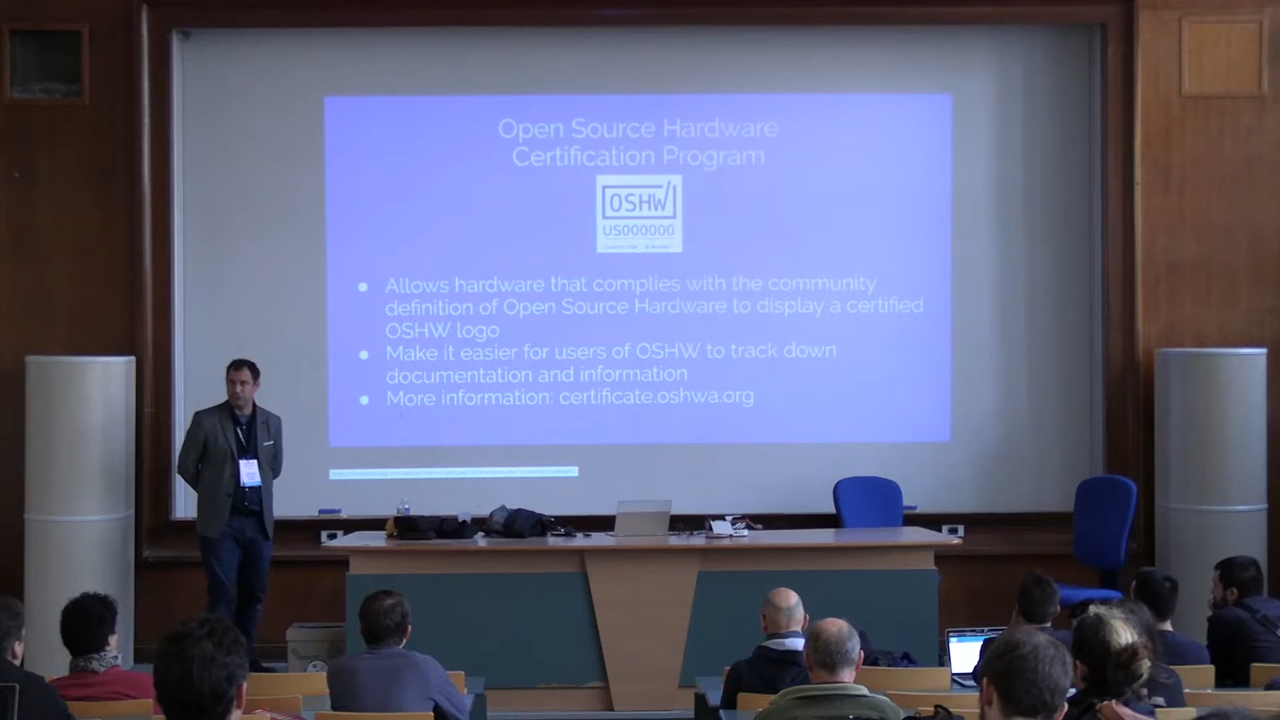 Open Source Hardware
Certification Program
OSHW
US000000
● Allows hardware that complies with the community
definition of Open Source Hardware to display a certified
OSHW logo
● Make it easier for users of OSHW to track down
documentation and information
● More information: certificate.oshwa.org